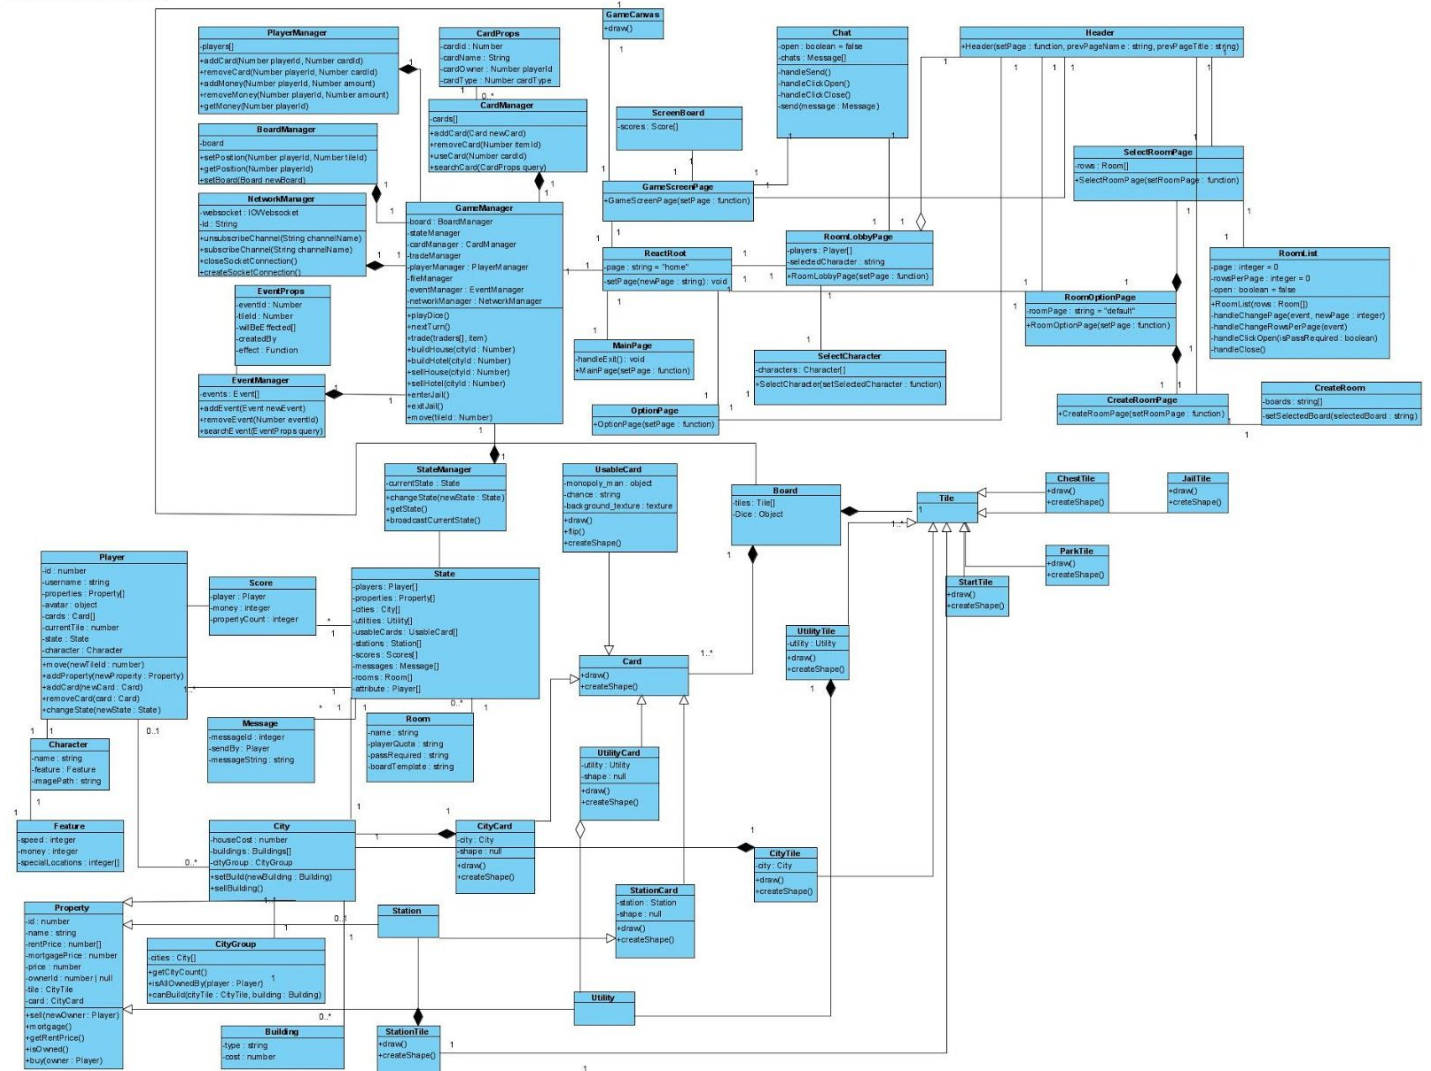 GameCanvas
+draw()
PlayerManager
-players[]
+addCard(Number playerId, Number cardId)
+removeCard(Number playerId, Number cardId)
+addMoney(Number playerId, Number amount)
+removeMoney(Number playerId, Number amount)
+getMoney(Number playerId)
CardProps
-cardId : Number
-cardName : String
-cardOwner : Number playerId
-cardType : Number cardType
Chat
-open : boolean = false
-chats : Message[]
-handleSend()
-handleClickOpen()
-handleClickClose()
-send(message : Message)
Header
+Header(setPage : function, prevPageName : string, prevPageTitle : string)
CardManager
-cards[]
+addCard(Card newCard)
+removeCard(Number itemId)
+useCard(Number cardId)
+searchCard(CardProps query)
ScreenBoard
-scores : Score[]
BoardManager
-board
+setPosition(Number playerId, Number tileId)
+getPosition(Number playerId)
+setBoard(Board newBoard)
SelectRoomPage
-rows : Room[]
+SelectRoomPage(setRoomPage : function)
GameScreenPage
+GameScreenPage(setPage : function)
NetworkManager
-websocket : IOWebsocket
-id : String
+unsubscribeChannel(String channelName)
+subscribeChannel(String channelName)
+closeSocketConnection()
+createSocketConnection()
GameManager
-board : BoardManager
-stateManager
-cardManager : CardManager
-tradeManager
-playerManager : PlayerManager
-fileManager
-eventManager : EventManager
-networkManager : NetworkManager
+playDice()
+nextTurn()
+trade(traders[], item)
+buildHouse(cityId : Number)
+buildHotel(cityId : Number)
+sellHouse(cityId : Number)
+sellHotel(cityId : Number)
+enterJail()
+exitJail()
+move(tileId : Number)
ReactRoot
-page : string = "home"
-setPage(newPage : string) : void
RoomLobbyPage
-players : Player[]
-selectedCharacter : string
+RoomLobbyPage(setPage : function)
RoomList
-page : integer = 0
-rowsPerPage : integer = 0
-open : boolean = false
+RoomList(rows : Room[])
-handleChangePage(event, newPage : integer)
-handleChangeRowsPerPage(event)
-handleClickOpen(isPassRequired : boolean)
-handleClose()
EventProps
-eventId : Number
-tileId : Number
-willBeEffected[]
-createdBy
-effect : Function
RoomOptionPage
-roomPage : string = "default"
+RoomOptionPage(setPage : function)
MainPage
-handleExit() : void
+MainPage(setPage : function)
SelectCharacter
-characters : Character[]
+SelectCharacter(setSelectedCharacter : function)
EventManager
-events : Event[]
+addEvent(Event newEvent)
+removeEvent(Number eventId)
+searchEvent(EventProps query)
OptionPage
+OptionPage(setPage : function)
CreateRoomPage
+CreateRoomPage(setRoomPage : function)
CreateRoom
-boards : string[]
-setSelectedBoard(selectedBoard : string)
StateManager
-currentState : State
+changeState(newState : State)
+getState()
+broadcastCurrentState()
UsableCard
-monopoly_man : object
-chance : string
-background_texture : texture
+draw()
+flip()
+createShape()
Board
-tiles : Tile[]
-Dice : Object
Tile
ChestTile
+draw()
+createShape()
JailTile
+draw()
+creteShape()
ParkTile
+draw()
+createShape()
StartTile
+draw()
+createShape()
Player
-id : number
-username : string
-properties : Property[]
-avatar : object
-cards : Card[]
-currentTile : number
-state : State
-character : Character
+move(newTileId : number)
+addProperty(newProperty : Property)
+addCard(newCard : Card)
+removeCard(card : Card)
+changeState(newState : State)
Score
-player : Player
-money : integer
-propertyCount : integer
State
-players : Player[]
-properties : Property[]
-cities : City[]
-utilities : Utility[]
-usableCards : UsableCard[]
-stations : Station[]
-scores : Scores[]
-messages : Message[]
-rooms : Room[]
-attribute : Player[]
UtilityTile
-utility : Utility
+draw()
+createShape()
Card
+draw()
+createShape()
Message
-messageId : integer
-sendBy : Player
-messageString : string
Room
-name : string
-playerQuota : string
-passRequired : string
-boardTemplate : string
Character
-name : string
-feature : Feature
-imagePath : string
UtilityCard
-utility : Utility
-shape : null
+draw()
+createShape()
Feature
-speed : integer
-money : integer
-specialLocations : integer[]
City
-houseCost : number
-buildings : Buildings[]
-cityGroup : CityGroup
+setBuild(newBuilding : Building)
+sellBuilding()
CityCard
-city : City
-shape : null
+draw()
+createShape()
CityTile
-city : City
+draw()
+createShape()
StationCard
-station : Station
-shape : null
+draw()
+createShape()
Property
-id : number
-name : string
-rentPrice : number[]
-mortgagePrice : number
-price : number
-ownerId : number | null
-tile : CityTile
-card : CityCard
+sell(newOwner : Player)
+mortgage()
+getRentPrice()
+isOwned()
+buy(owner : Player)
Station
CityGroup
-cities : City[]
+getCityCount()
+isAllOwnedBy(player : Player)
+canBuild(cityTile : CityTile, building : Building)
Utility
Building
-type : string
-cost : number
StationTile
+draw()
+createShape()